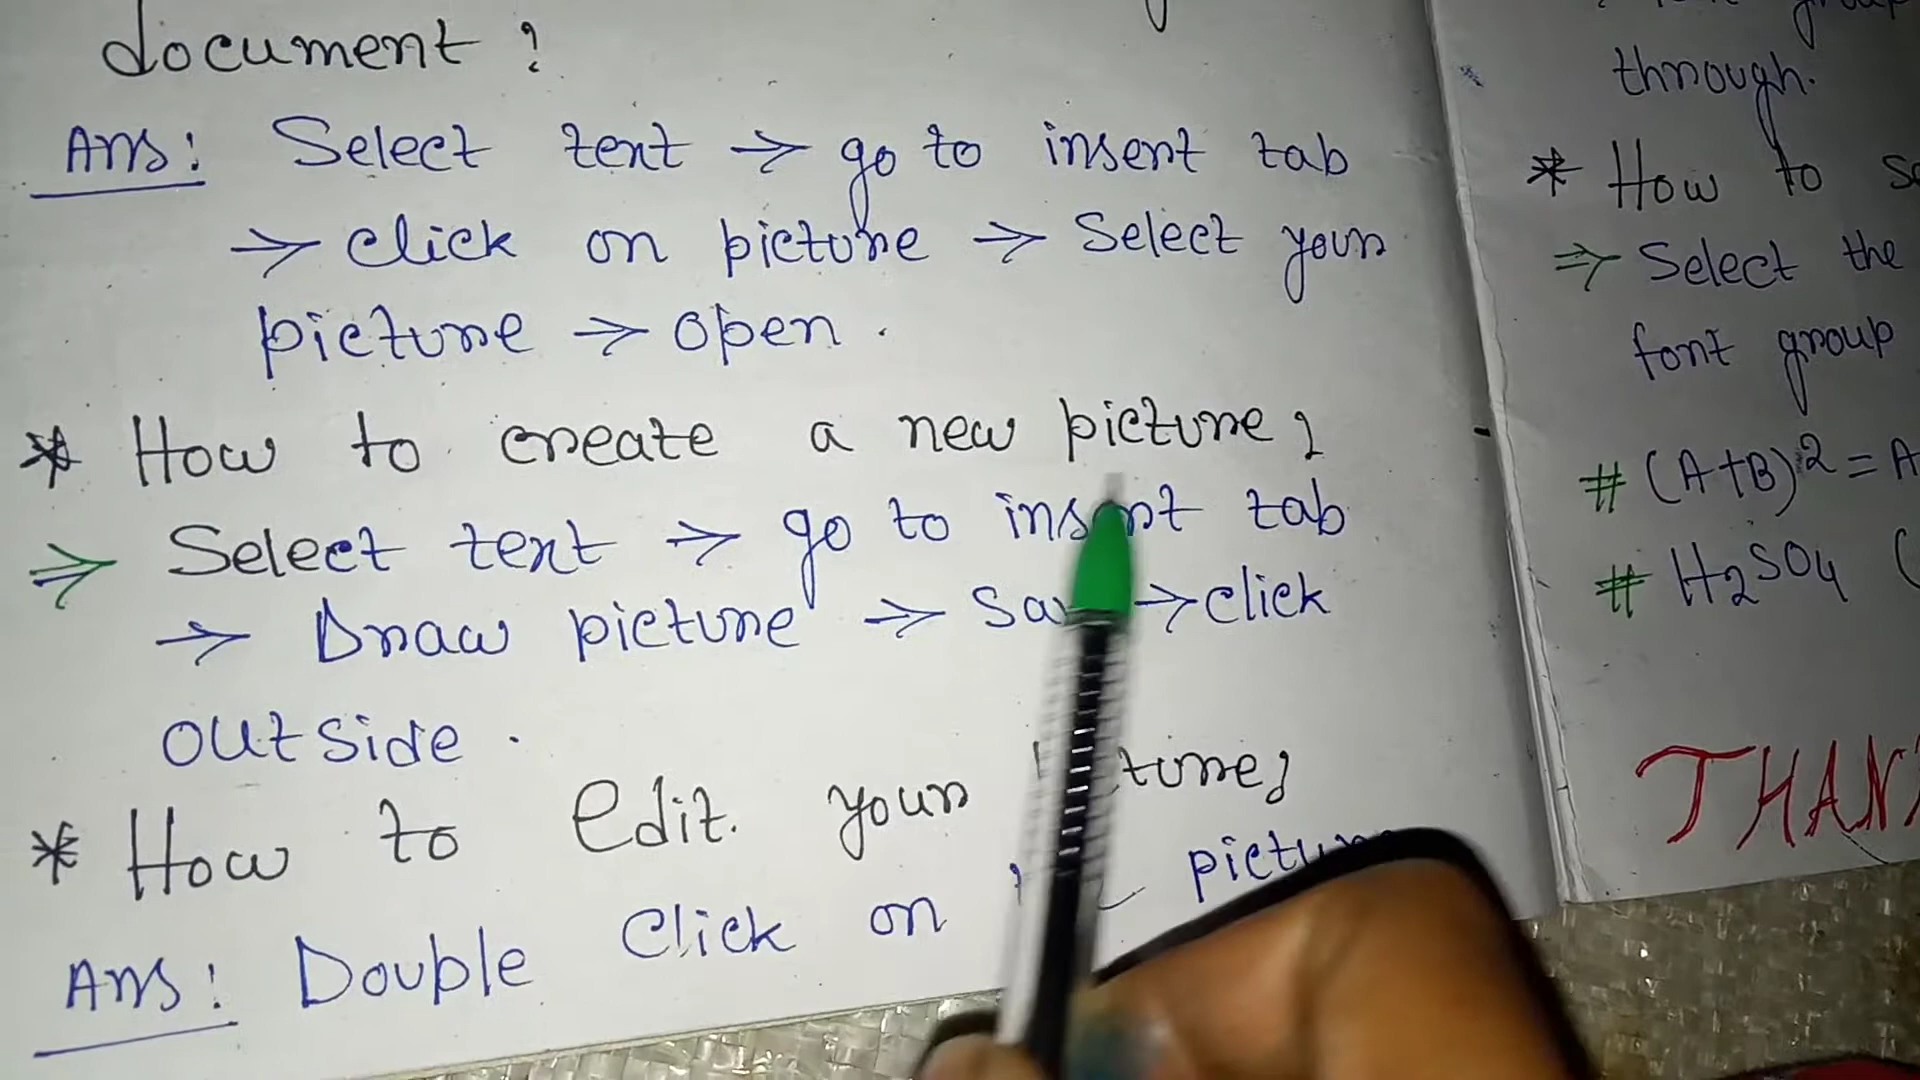 document?
Ans: Select text → go to insert tab
→ click on picture → Select your
picture → open.
* How to create a new picture?
⇒ Select text → go to insert tab
→ Draw picture → → click
outside.
* How to Edit. your
Ans: Double Click on
through.
* How to
⇒ Select the
font group
# (A+B)² = A
# H₂SO₄ (